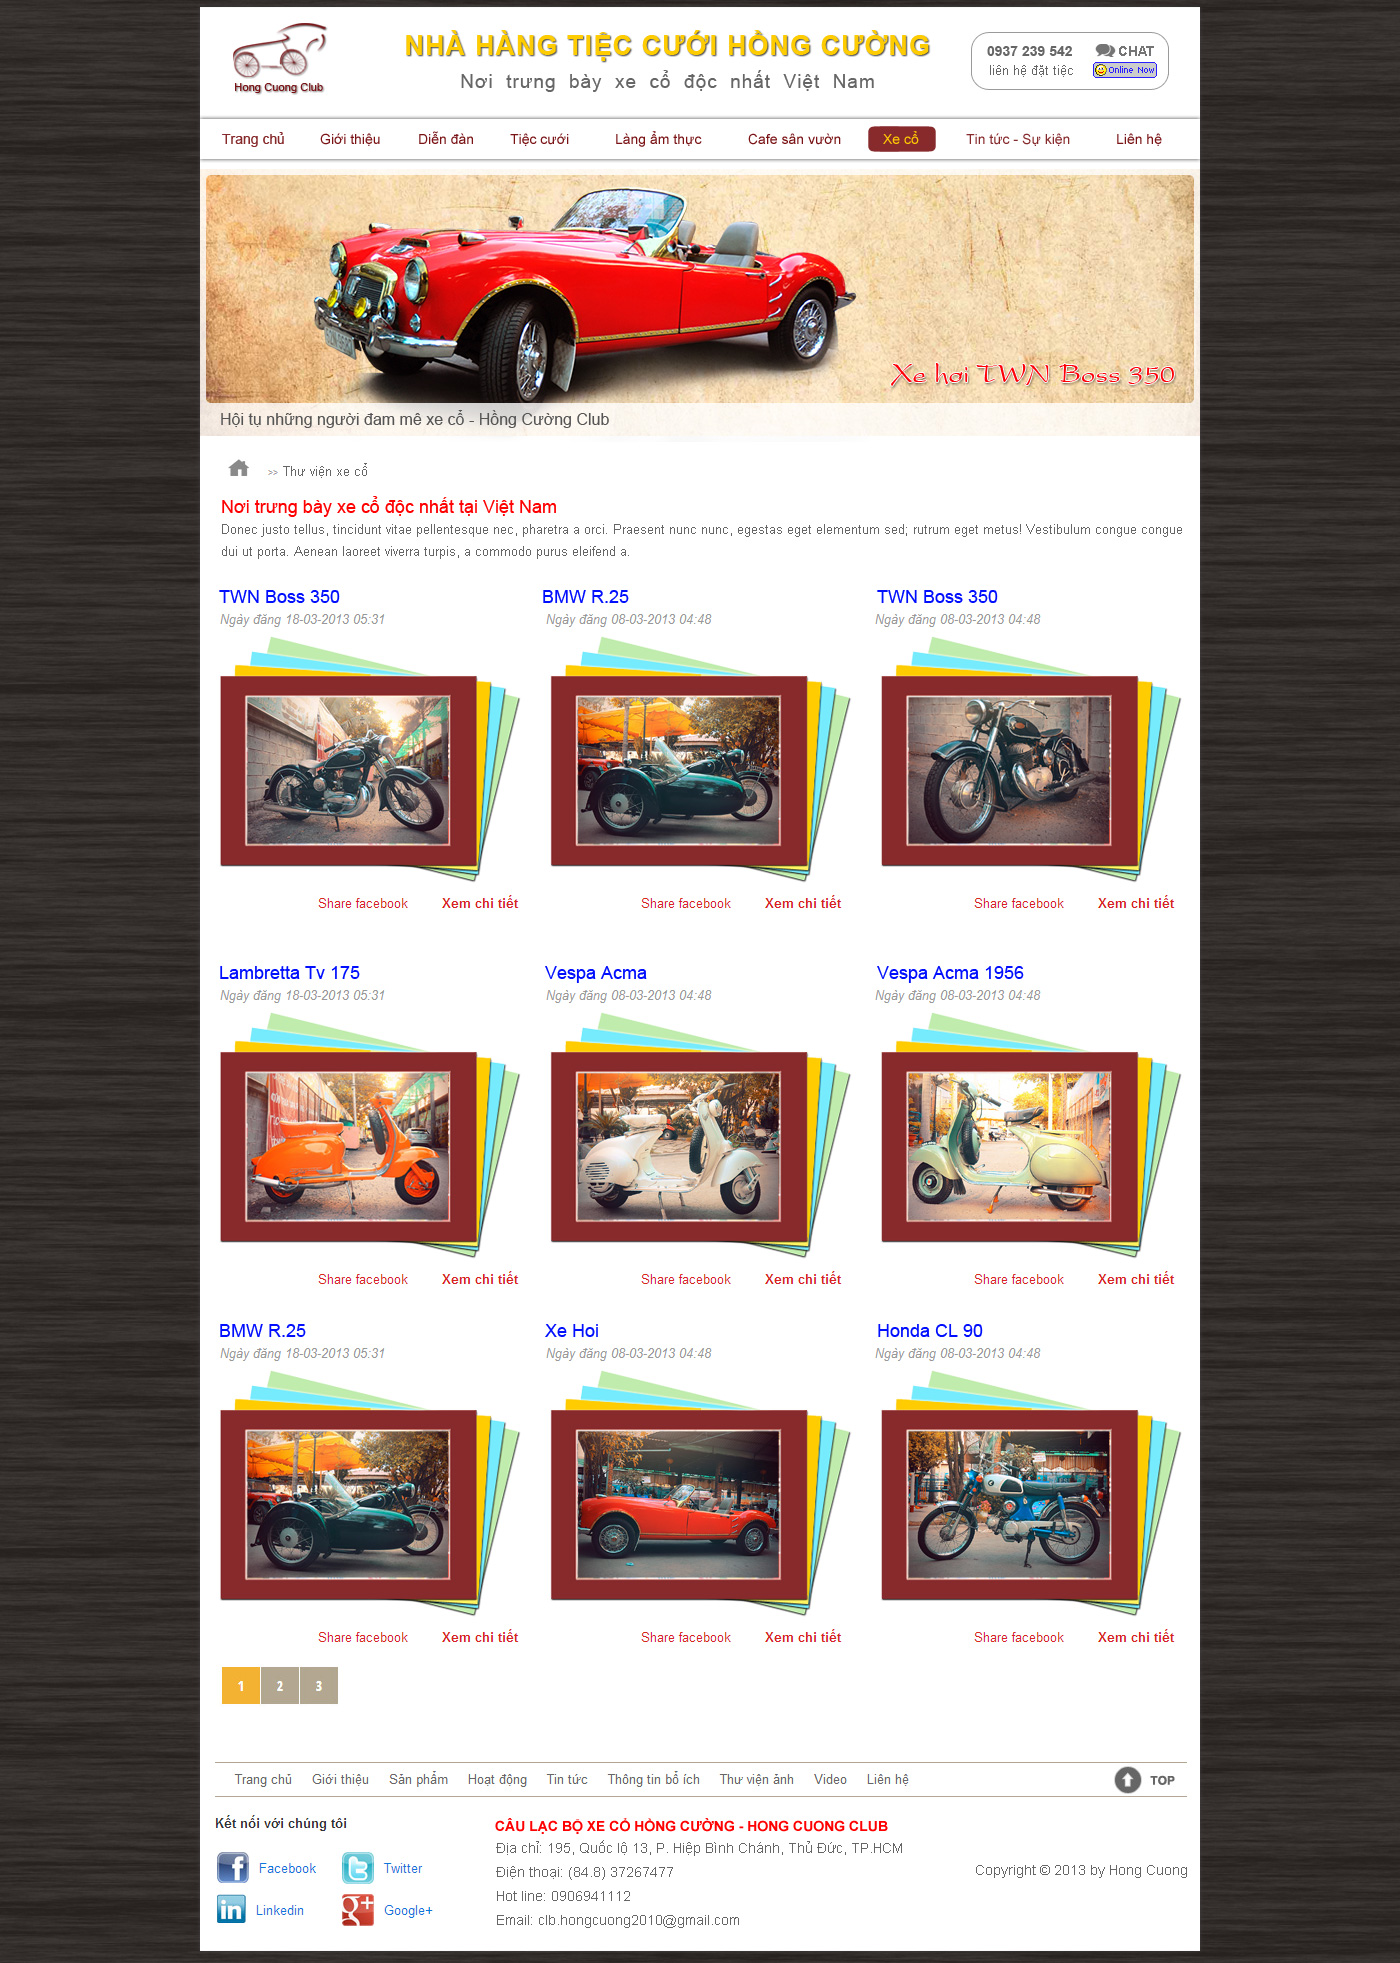 Hong Cuong Club
NHÀ HÀNG TIỆC CƯỚI HỒNG CƯỜNG
Nơi trưng bày xe cổ độc nhất Việt Nam
0937 239 542
CHAT
liên hệ đặt tiệc
Online Now
Trang chủ Giới thiệu Diễn đàn Tiệc cưới Làng ẩm thực Cafe sân vườn Xe cổ Tin tức - Sự kiện Liên hệ
Xe hơi TWN Boss 350
Hội tụ những người đam mê xe cổ - Hồng Cường Club
>> Thư viện xe cổ
Nơi trưng bày xe cổ độc nhất tại Việt Nam
Donec justo tellus, tincidunt vitae pellentesque nec, pharetra a orci. Praesent nunc nunc, egestas eget elementum sed; rutrum eget metus! Vestibulum congue congue
dui ut porta. Aenean laoreet viverra turpis, a commodo purus eleifend a.
TWN Boss 350 BMW R.25 TWN Boss 350
Ngày đăng 18-03-2013 05:31 Ngày đăng 08-03-2013 04:48 Ngày đăng 08-03-2013 04:48
Share facebook Xem chi tiết Share facebook Xem chi tiết Share facebook Xem chi tiết
Lambretta Tv 175 Vespa Acma Vespa Acma 1956
Ngày đăng 18-03-2013 05:31 Ngày đăng 08-03-2013 04:48 Ngày đăng 08-03-2013 04:48
Share facebook Xem chi tiết Share facebook Xem chi tiết Share facebook Xem chi tiết
BMW R.25 Xe Hoi Honda CL 90
Ngày đăng 18-03-2013 05:31 Ngày đăng 08-03-2013 04:48 Ngày đăng 08-03-2013 04:48
Share facebook Xem chi tiết Share facebook Xem chi tiết Share facebook Xem chi tiết
1 2 3
Trang chủ Giới thiệu Sản phẩm Hoạt động Tin tức Thông tin bổ ích Thư viện ảnh Video Liên hệ TOP
Kết nối với chúng tôi
Facebook Twitter
Linkedin Google+
CÂU LẠC BỘ XE CỔ HỒNG CƯỜNG - HONG CUONG CLUB
Địa chỉ: 195, Quốc lộ 13, P. Hiệp Bình Chánh, Thủ Đức, TP.HCM
Điện thoại: (84.8) 37267477
Hot line: 0906941112
Email: clb.hongcuong2010@gmail.com
Copyright © 2013 by Hong Cuong